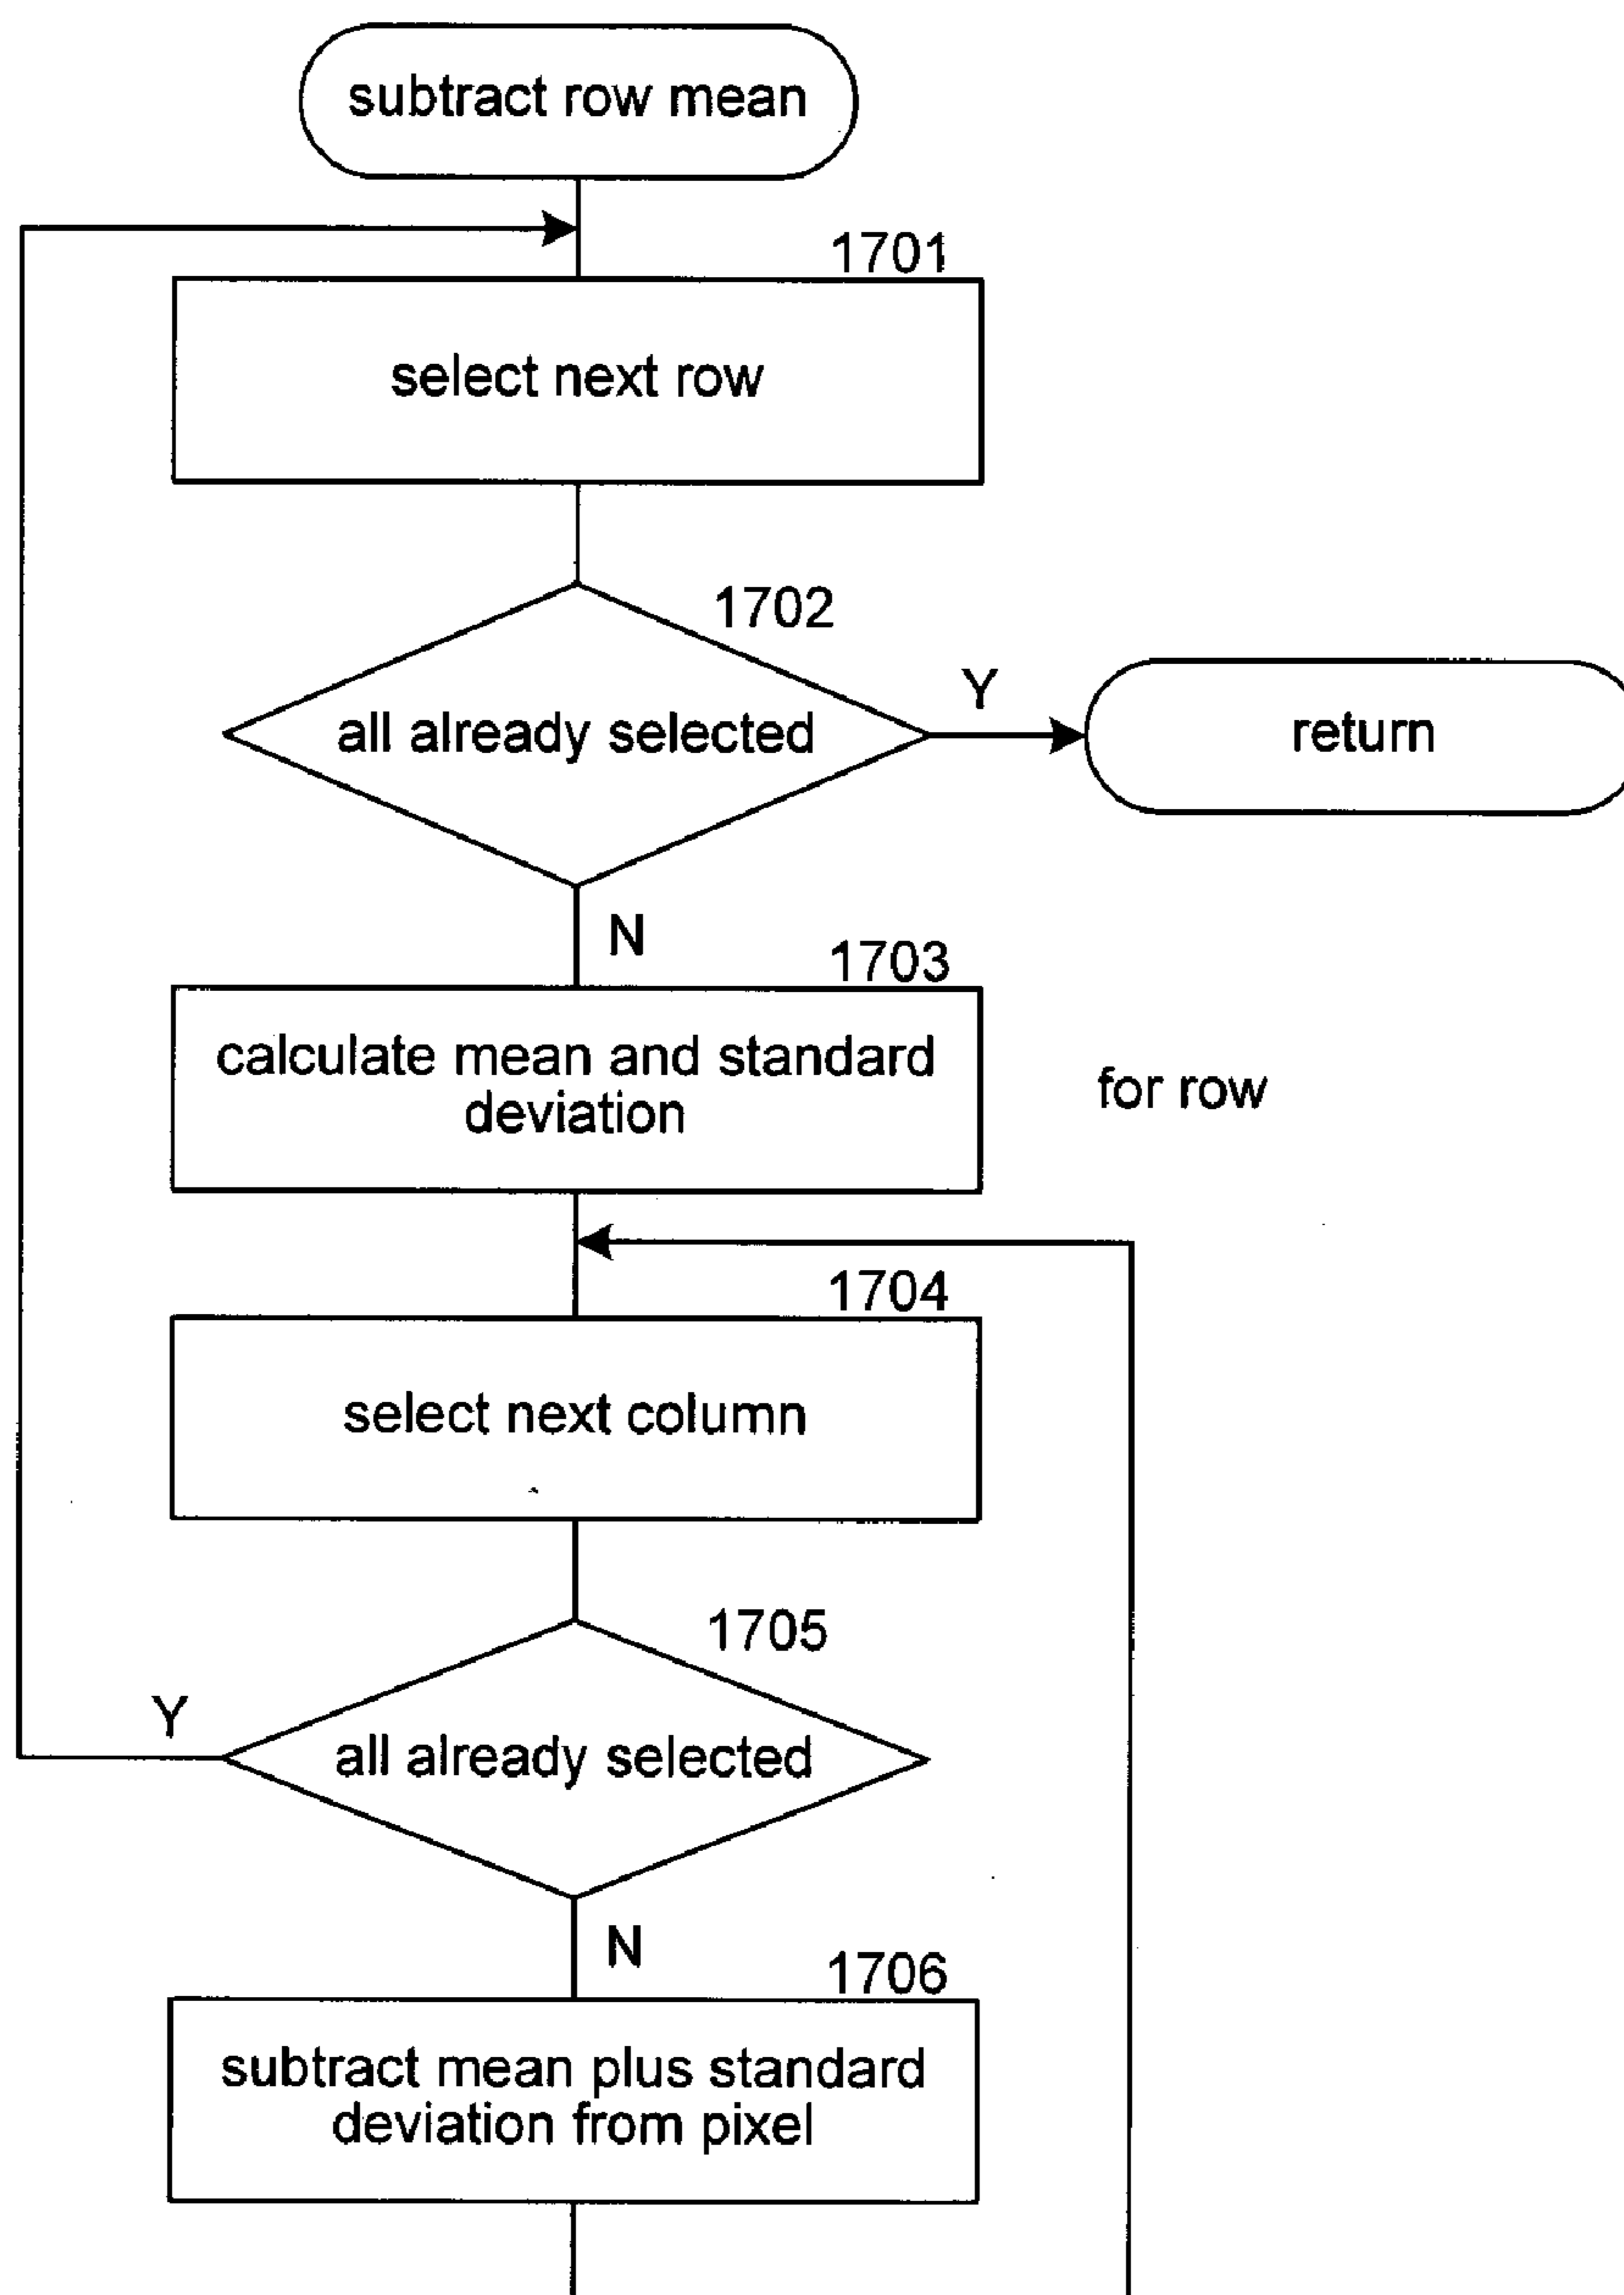 subtract row mean
1701
select next row
1702
all already selected
Y
return
N
1703
calculate mean and standard
deviation
for row
1704
select next column
1705
Y
all already selected
N
1706
subtract mean plus standard
deviation from pixel